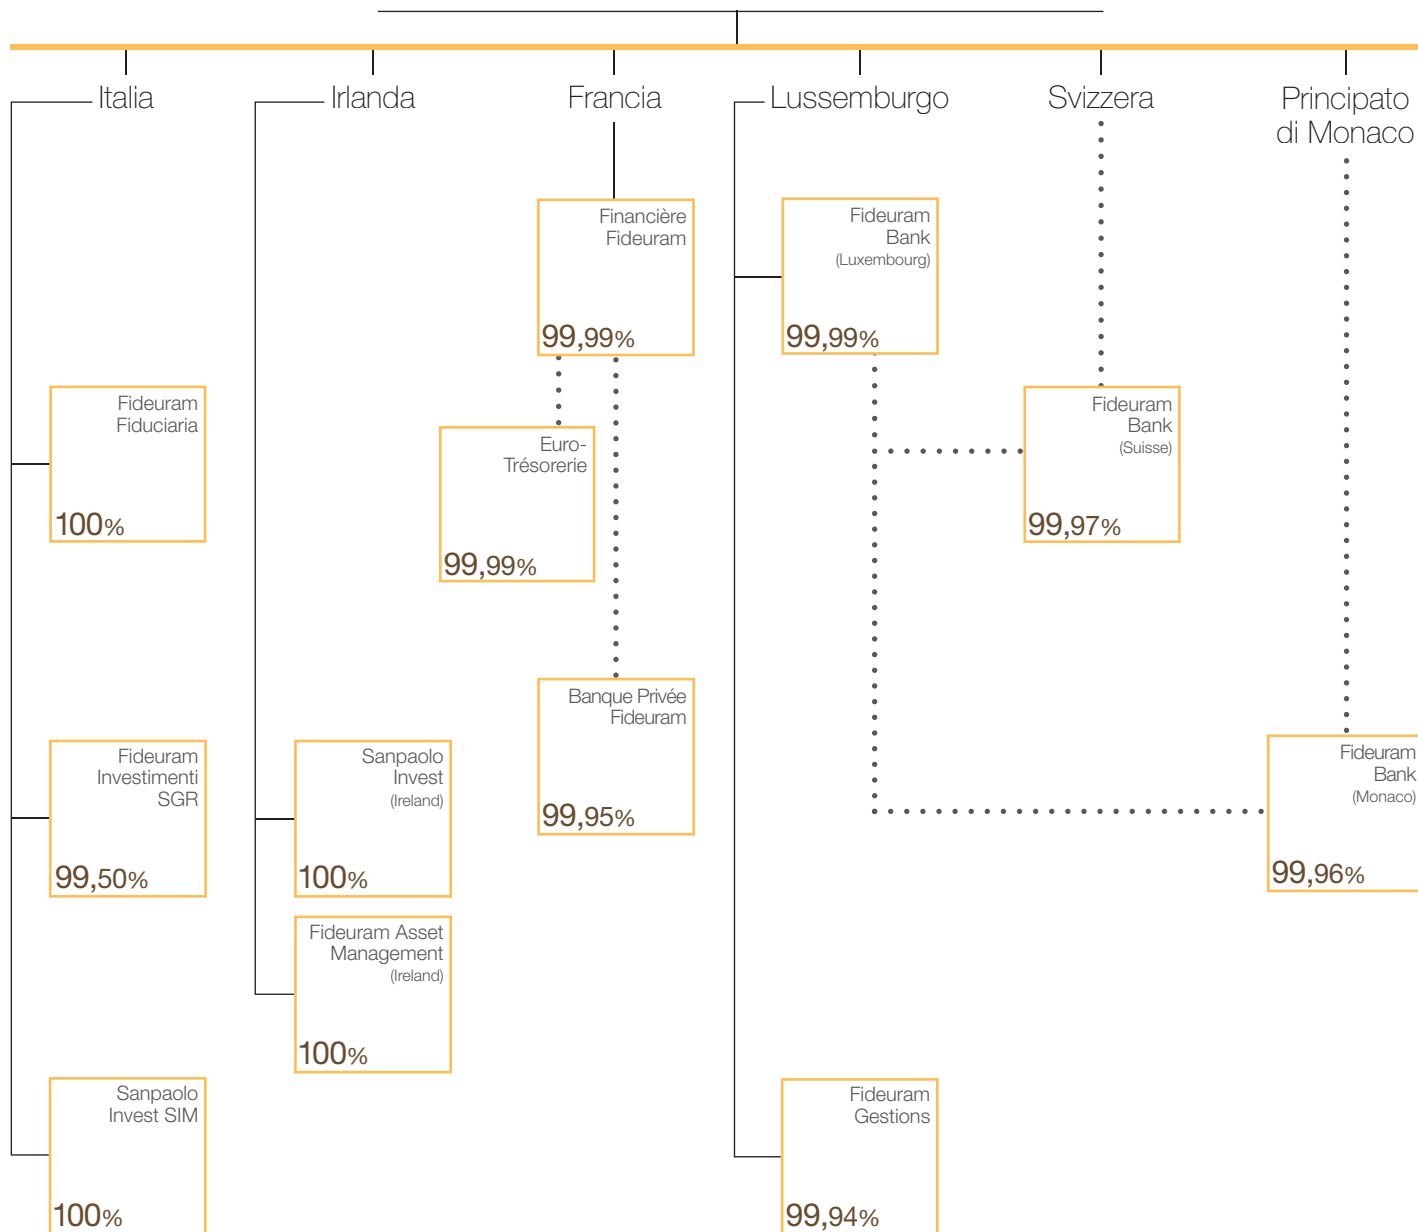 Italia
Irlanda
Francia
Lussemburgo
Svizzera
Principato
di Monaco
Financière
Fideuram
99,99%
Fideuram
Bank
(Luxembourg)
99,99%
Fideuram
Fiduciaria
100%
Euro-
Trésorerie
99,99%
Fideuram
Bank
(Suisse)
99,97%
Banque Privée
Fideuram
99,95%
Fideuram
Investimenti
SGR
99,50%
Sanpaolo
Invest
(Ireland)
100%
Fideuram
Bank
(Monaco)
99,96%
Fideuram Asset
Management
(Ireland)
100%
Sanpaolo
Invest SIM
100%
Fideuram
Gestions
99,94%